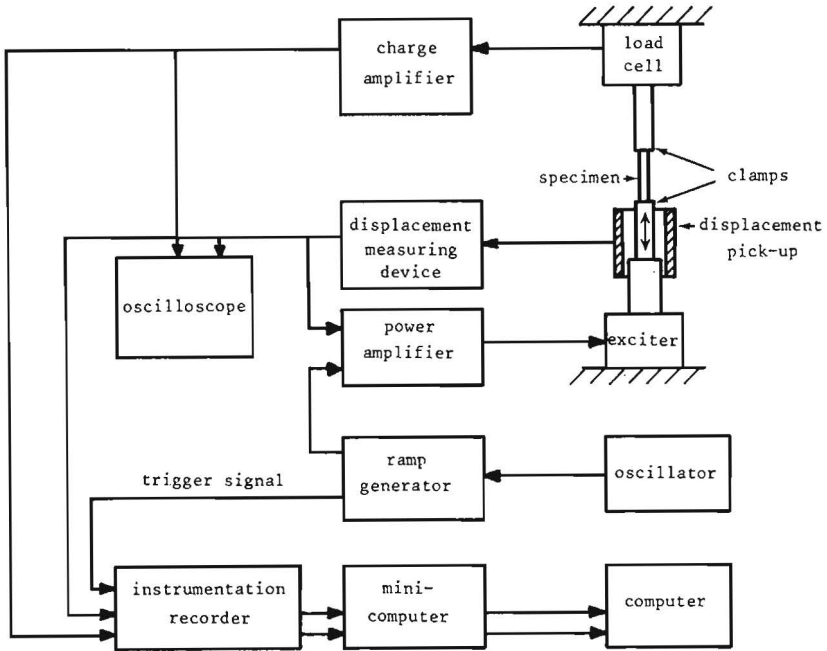 charge
amplifier
load
cell
specimen
clamps
displacement
measuring
device
displacement
pick-up
oscilloscope
power
amplifier
exciter
ramp
generator
oscillator
trigger signal
instrumentation
recorder
mini-
computer
computer